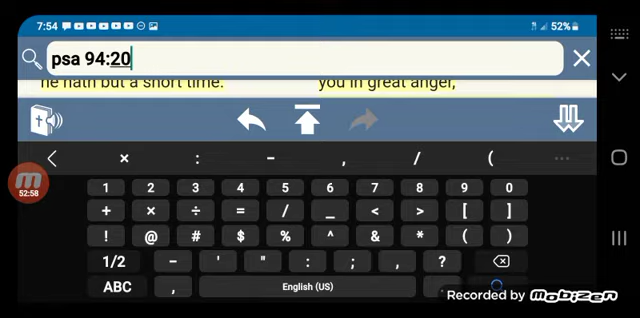 7:54
52%
psa 94:20
he hath but a short time. you in great anger,
× : - , / (
1 2 3 4 5 6 7 8 9 0
+ × ÷ = / _ < > [ ]
! @ # $ % ^ & * ( )
1/2 - ' " : ; , ?
ABC , English (US) .
52:58
Recorded by mobizen